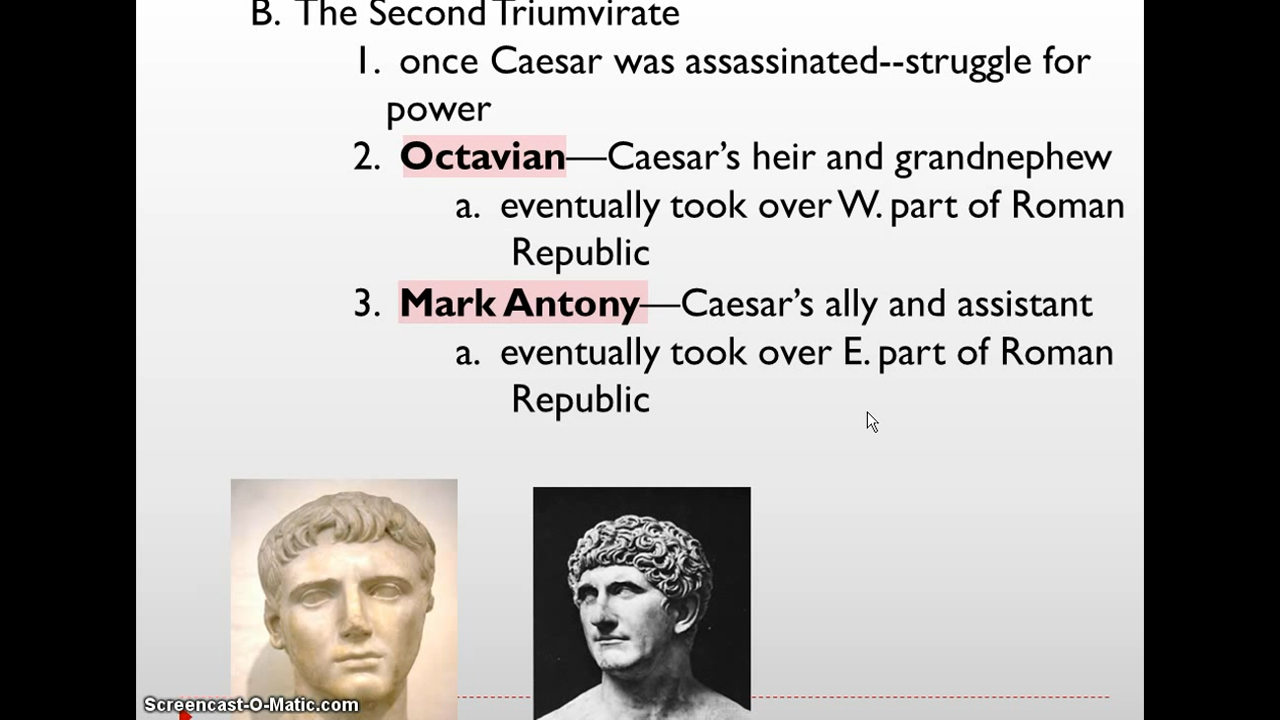 B. The Second Triumvirate
1. once Caesar was assassinated--struggle for
power
2. Octavian—Caesar’s heir and grandnephew
a. eventually took over W. part of Roman
Republic
3. Mark Antony—Caesar’s ally and assistant
a. eventually took over E. part of Roman
Republic
Screencast-O-Matic.com